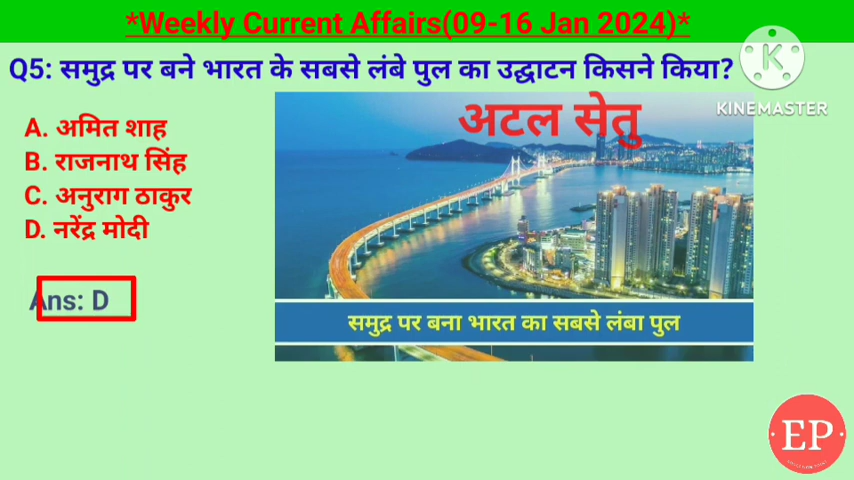 *Weekly Current Affairs(09-16 Jan 2024)*
Q5: समुद्र पर बने भारत के सबसे लंबे पुल का उद्घाटन किसने किया?
K
KINEMASTER
A. अमित शाह
B. राजनाथ सिंह
C. अनुराग ठाकुर
D. नरेंद्र मोदी
Ans: D
अटल सेतु
समुद्र पर बना भारत का सबसे लंबा पुल
EP